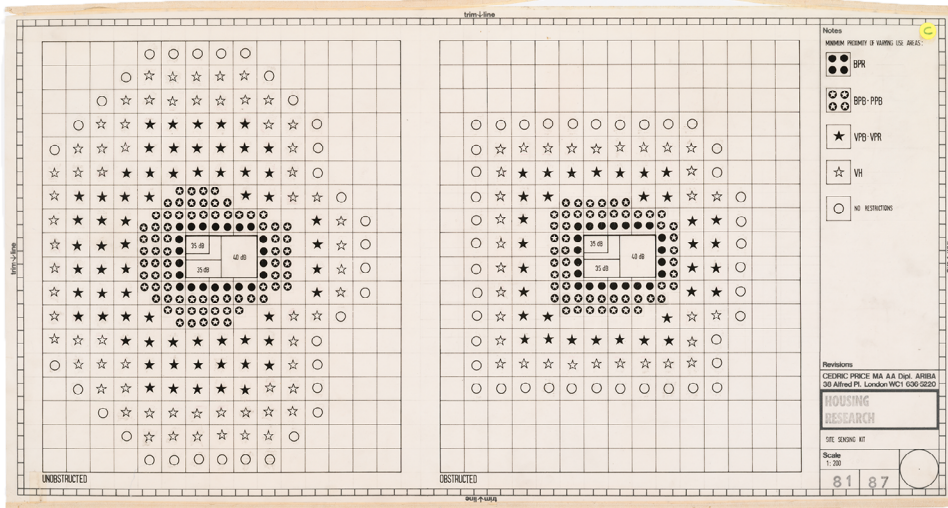 trim line
35 dB
40 dB
35 dB
UNOBSTRUCTED
35 dB
40 dB
35 dB
OBSTRUCTED
trim line
trim line
trim line
Notes
C
MINIMUM PROXIMITY OF VARYING USE AREAS:
BPR
BPB-PPB
VPB-VPR
VH
NO RESTRICTIONS
Revisions
CEDRIC PRICE MA AA Dipl. ARIBA
38 Alfred Pl. London WC1 636-5220
HOUSING
RESEARCH
SITE SENSING KIT
Scale
1:200
81 87